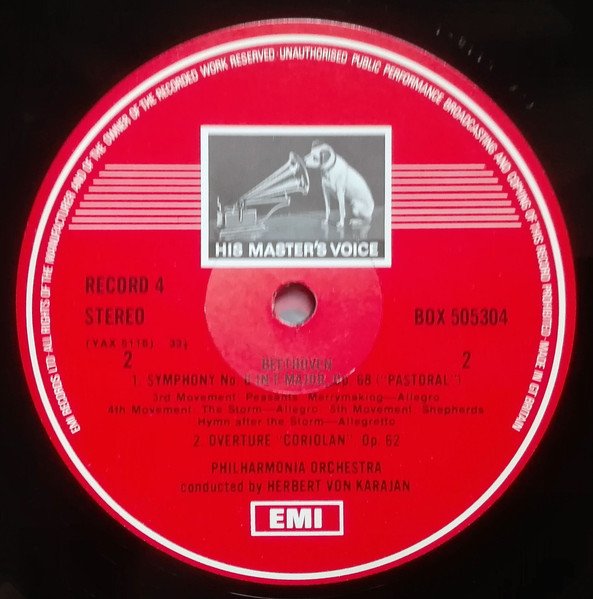 EMI RECORDS LTD·ALL RIGHTS OF THE MANUFACTURER AND OF THE OWNER OF THE RECORDED WORK RESERVED·UNAUTHORISED PUBLIC PERFORMANCE BROADCASTING AND COPYING OF THIS RECORD PROHIBITED·MADE IN GT BRITAIN
HIS MASTER'S VOICE
RECORD 4
STEREO BOX 505304
2 2
BEETHOVEN
1. SYMPHONY No. 6 IN F MAJOR, Op. 68 ("PASTORAL")
3rd Movement Peasants Merrymaking—Allegro
4th Movement: The Storm—Allegro, 5th Movement Shepherds
Hymn after the Storm—Allegretto
2. OVERTURE "CORIOLAN" Op. 62
PHILHARMONIA ORCHESTRA
conducted by HERBERT VON KARAJAN
EMI